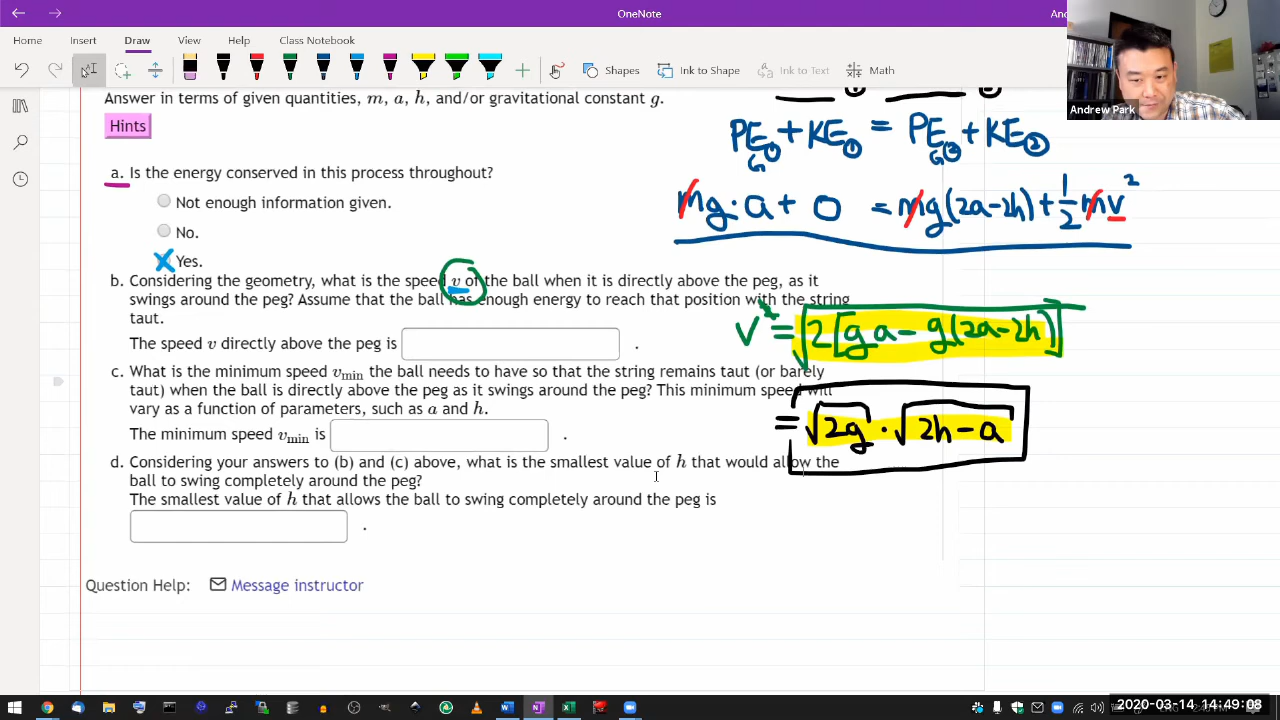 OneNote
Home Insert Draw View Help Class Notebook
Shapes Ink to Shape Ink to Text Math
Andrew Park
Answer in terms of given quantities, m, a, h, and/or gravitational constant g.
Hints
PE_G① + KE① = PE_G② + KE②
a. Is the energy conserved in this process throughout?
Not enough information given.
mg · a + 0 = mg(2a-2h) + 1/2 mv²
No.
Yes.
b. Considering the geometry, what is the speed v of the ball when it is directly above the peg, as it
swings around the peg? Assume that the ball has enough energy to reach that position with the string
taut.
v = √2[ga - g(2a-2h)]
The speed v directly above the peg is .
c. What is the minimum speed v_min the ball needs to have so that the string remains taut (or barely
taut) when the ball is directly above the peg as it swings around the peg? This minimum speed will
vary as a function of parameters, such as a and h.
= √2g · √2h-a
The minimum speed v_min is .
d. Considering your answers to (b) and (c) above, what is the smallest value of h that would allow the
ball to swing completely around the peg?
The smallest value of h that allows the ball to swing completely around the peg is
.
Question Help: Message instructor
2020-03-14 14:49:08